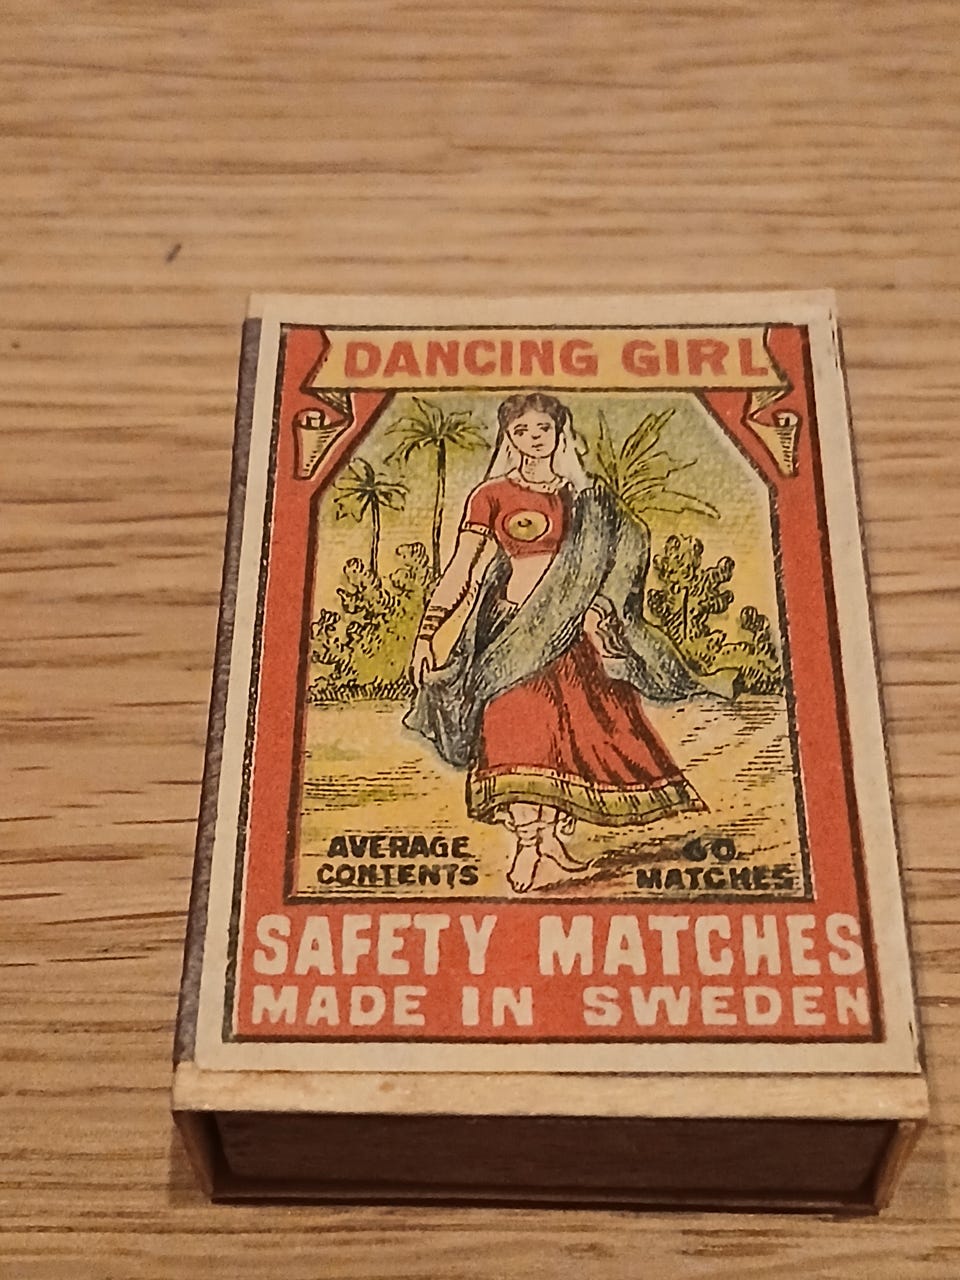 DANCING GIRL
AVERAGE
CONTENTS
60
MATCHES
SAFETY MATCHES
MADE IN SWEDEN